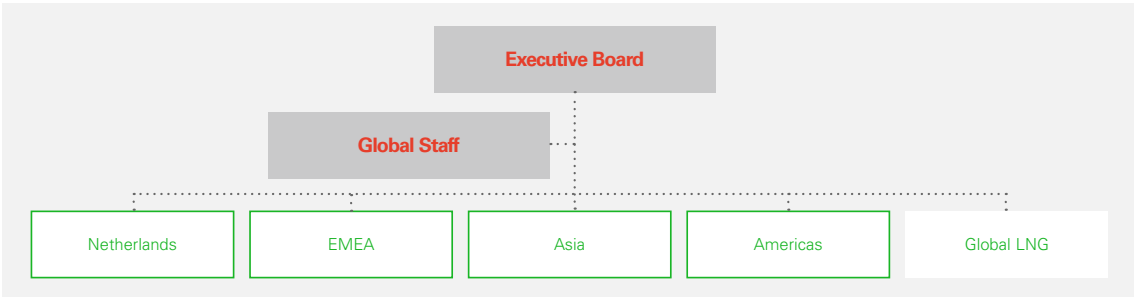 Executive Board
Global Staff
Netherlands
EMEA
Asia
Americas
Global LNG